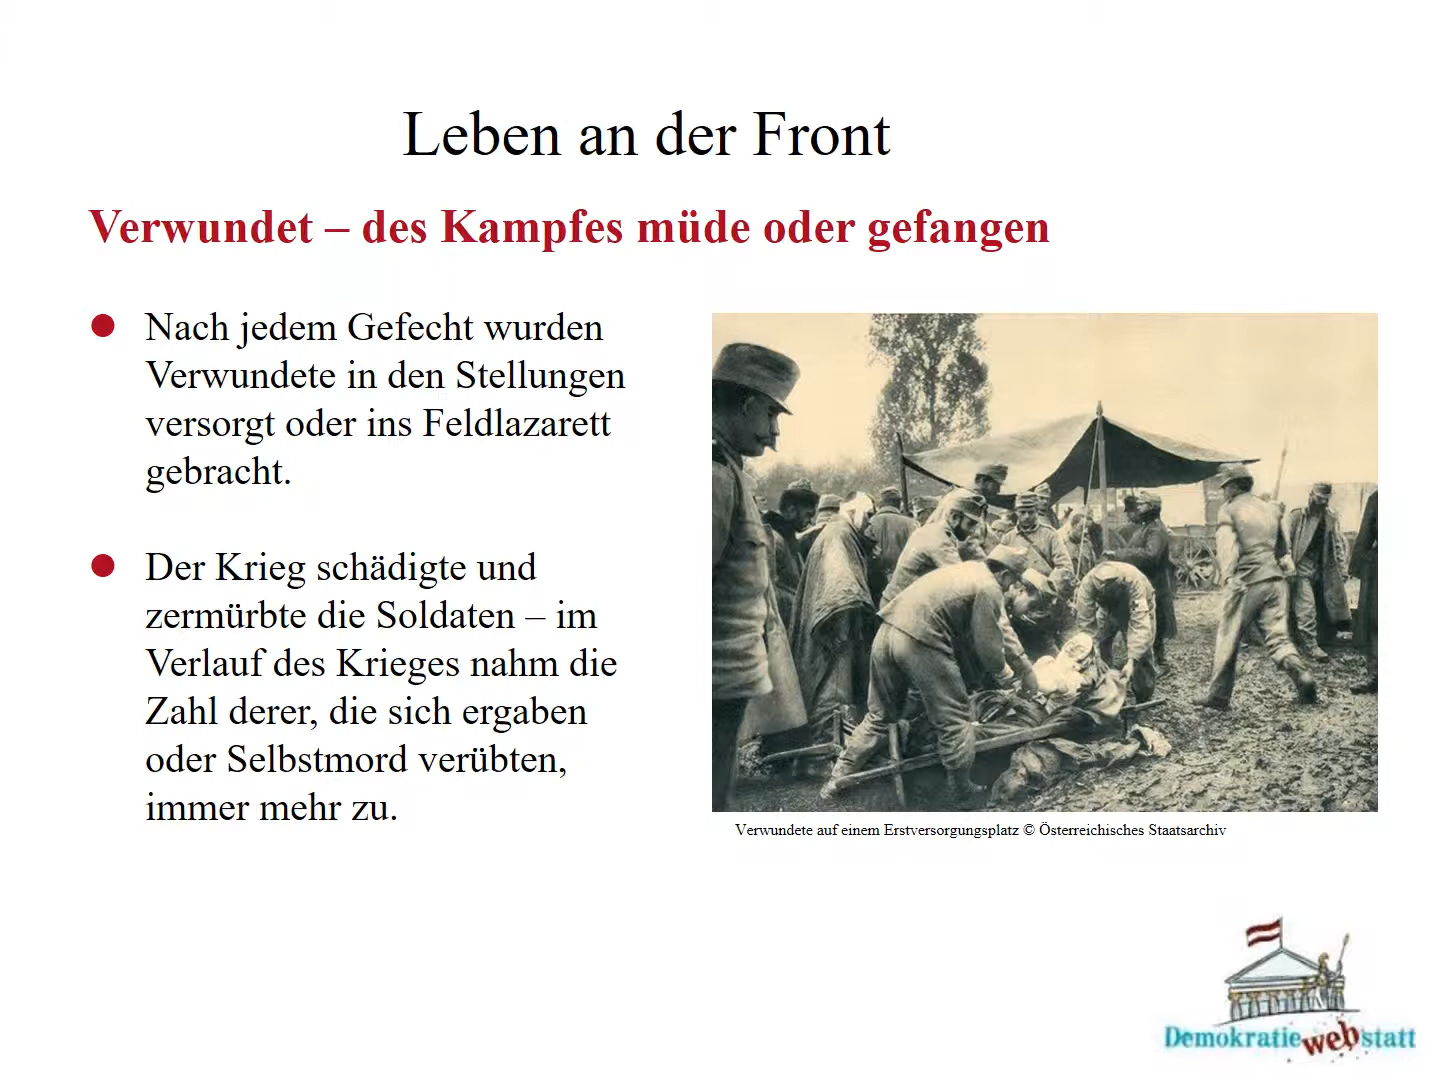 Leben an der Front
Verwundet – des Kampfes müde oder gefangen
Nach jedem Gefecht wurden
Verwundete in den Stellungen
versorgt oder ins Feldlazarett
gebracht.
Der Krieg schädigte und
zermürbte die Soldaten – im
Verlauf des Krieges nahm die
Zahl derer, die sich ergaben
oder Selbstmord verübten,
immer mehr zu.
Verwundete auf einem Erstversorgungsplatz © Österreichisches Staatsarchiv
Demokratiewebstatt